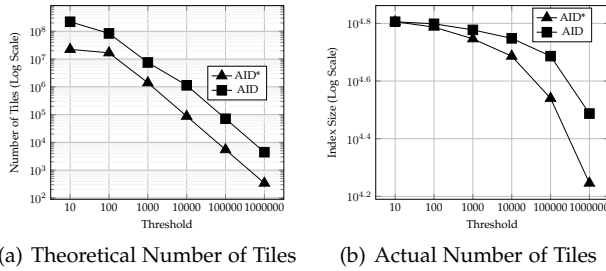 Number of Tiles (Log Scale)
10^8
10^7
10^6
10^5
10^4
10^3
10^2
10 100 1000 10000 100000 1000000
Threshold
AID*
AID
(a) Theoretical Number of Tiles
Index Size (Log Scale)
10^4.8
10^4.6
10^4.4
10^4.2
10 100 1000 10000 100000 1000000
Threshold
AID*
AID
(b) Actual Number of Tiles